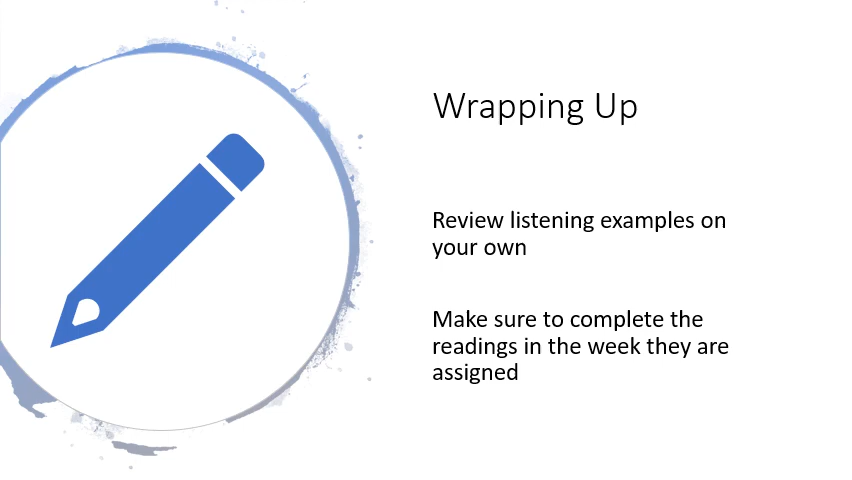 Wrapping Up
Review listening examples on
your own
Make sure to complete the
readings in the week they are
assigned